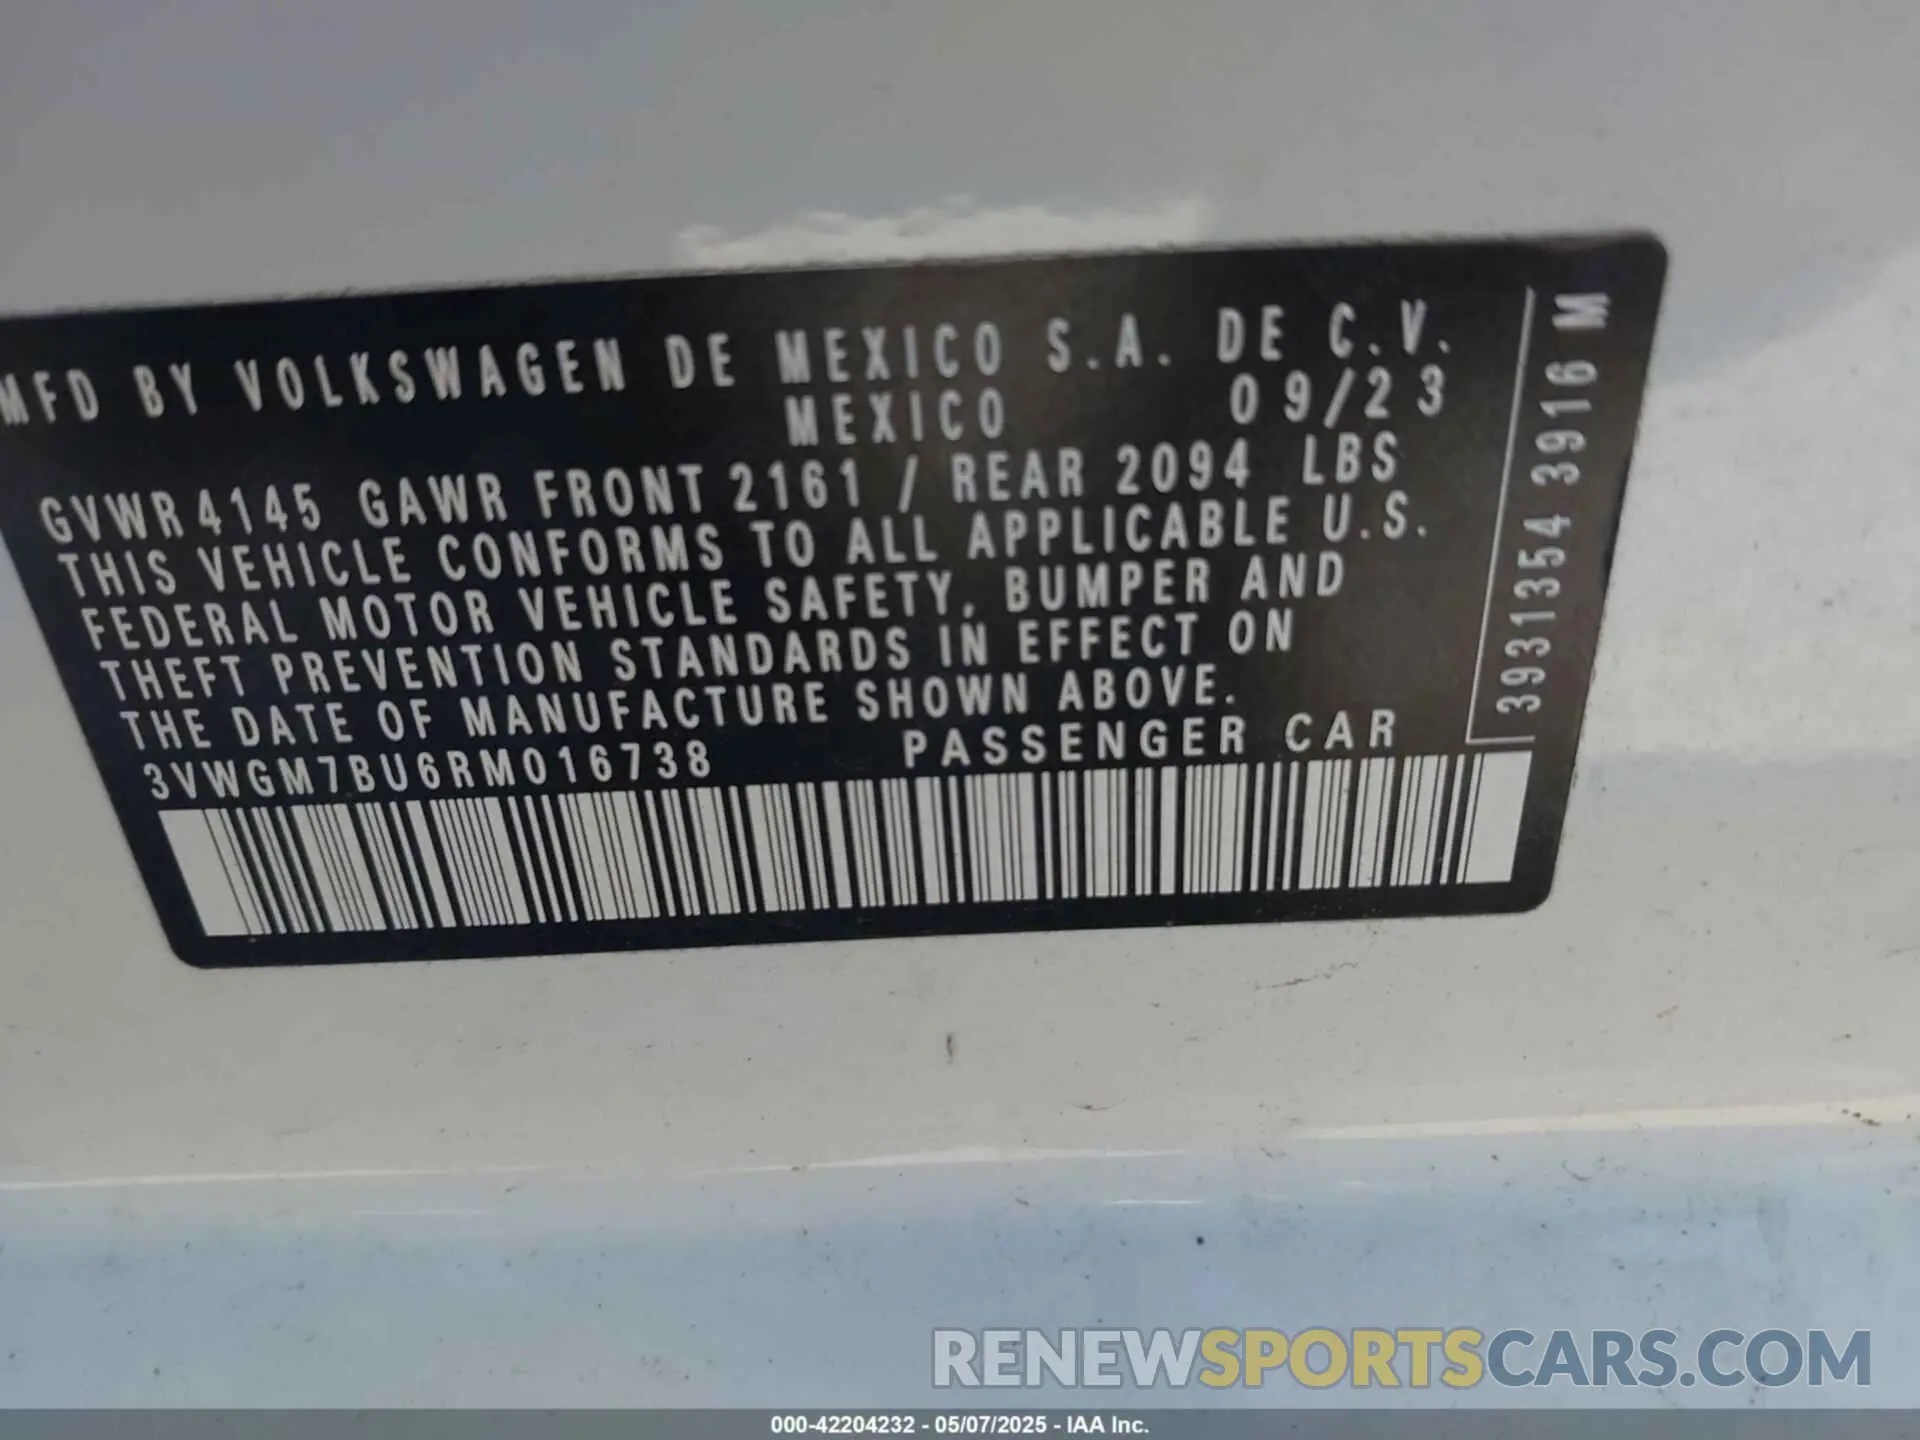 MFD BY VOLKSWAGEN DE MEXICO S.A. DE C.V.
MEXICO 09/23
GVWR 4145 GAWR FRONT 2161 / REAR 2094 LBS
THIS VEHICLE CONFORMS TO ALL APPLICABLE U.S.
FEDERAL MOTOR VEHICLE SAFETY, BUMPER AND
THEFT PREVENTION STANDARDS IN EFFECT ON
THE DATE OF MANUFACTURE SHOWN ABOVE.
3VWGM7BU6RM016738 PASSENGER CAR
3931354 3916 M
RENEWSPORTSCARS.COM
000-42204232 - 05/07/2025 - IAA Inc.